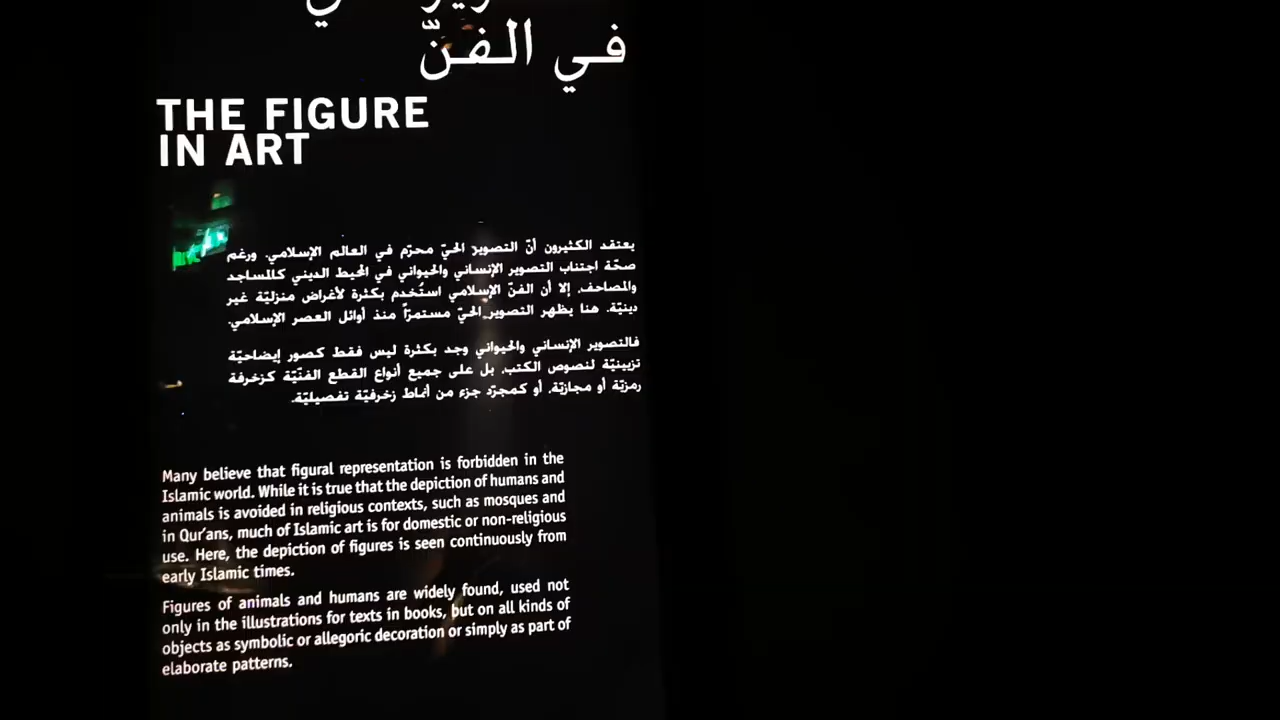 في الفنّ
THE FIGURE
IN ART
يعتقد الكثيرون أنّ التصوير الحيّ محرّم في العالم الإسلامي. ورغم
صحّة اجتناب التصوير الإنساني والحيواني في المحيط الديني كالمساجد
والمصاحف، إلا أن الفنّ الإسلامي استُخدم بكثرة لأغراض منزليّة غير
دينيّة. هنا يظهر التصوير الحيّ مستمرّاً منذ أوائل العصر الإسلامي.
فالتصوير الإنساني والحيواني وجد بكثرة ليس فقط كصور إيضاحيّة
تزيينيّة لنصوص الكتب، بل على جميع أنواع القطع الفنّيّة كزخرفة
رمزيّة أو مجازيّة، أو كمجرّد جزء من أنماط زخرفيّة تفصيليّة.
Many believe that figural representation is forbidden in the
Islamic world. While it is true that the depiction of humans and
animals is avoided in religious contexts, such as mosques and
in Qur'ans, much of Islamic art is for domestic or non-religious
use. Here, the depiction of figures is seen continuously from
early Islamic times.
Figures of animals and humans are widely found, used not
only in the illustrations for texts in books, but on all kinds of
objects as symbolic or allegoric decoration or simply as part of
elaborate patterns.